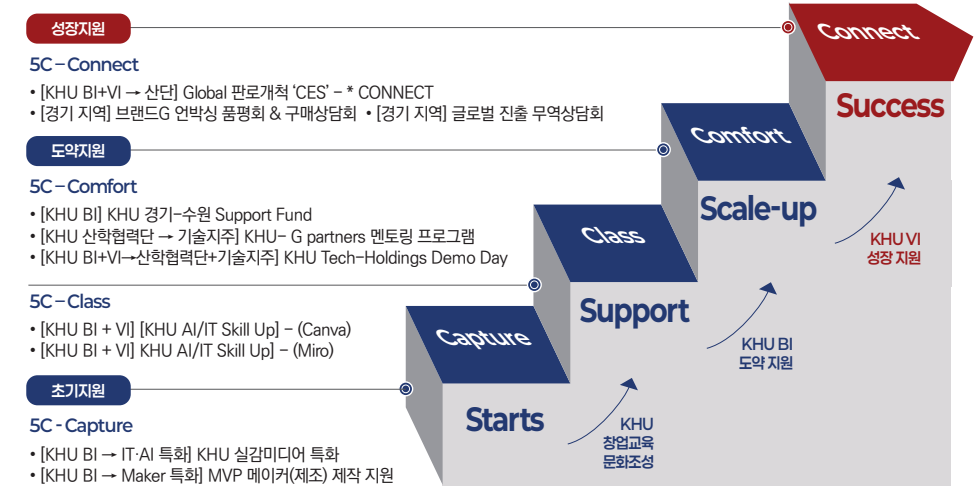 성장지원
5C-Connect
• [KHU BI+VI → 산단] Global 판로개척 ‘CES’ - * CONNECT
• [경기 지역] 브랜드G 언박싱 품평회 & 구매상담회 • [경기 지역] 글로벌 진출 무역상담회
도약지원
5C-Comfort
• [KHU BI] KHU 경기-수원 Support Fund
• [KHU 산학협력단 → 기술지주] KHU- G partners 멘토링 프로그램
• [KHU BI+VI→산학협력단+기술지주] KHU Tech-Holdings Demo Day
5C-Class
• [KHU BI + VI] [KHU AI/IT Skill Up] - (Canva)
• [KHU BI + VI] KHU AI/IT Skill Up] - (Miro)
초기지원
5C - Capture
• [KHU BI → IT·AI 특화] KHU 실감미디어 특화
• [KHU BI → Maker 특화] MVP 메이커(제조) 제작 지원
Connect
Success
Comfort
Scale-up
KHU VI
성장 지원
Class
Support
KHU BI
도약 지원
Capture
Starts
KHU
창업교육
문화조성